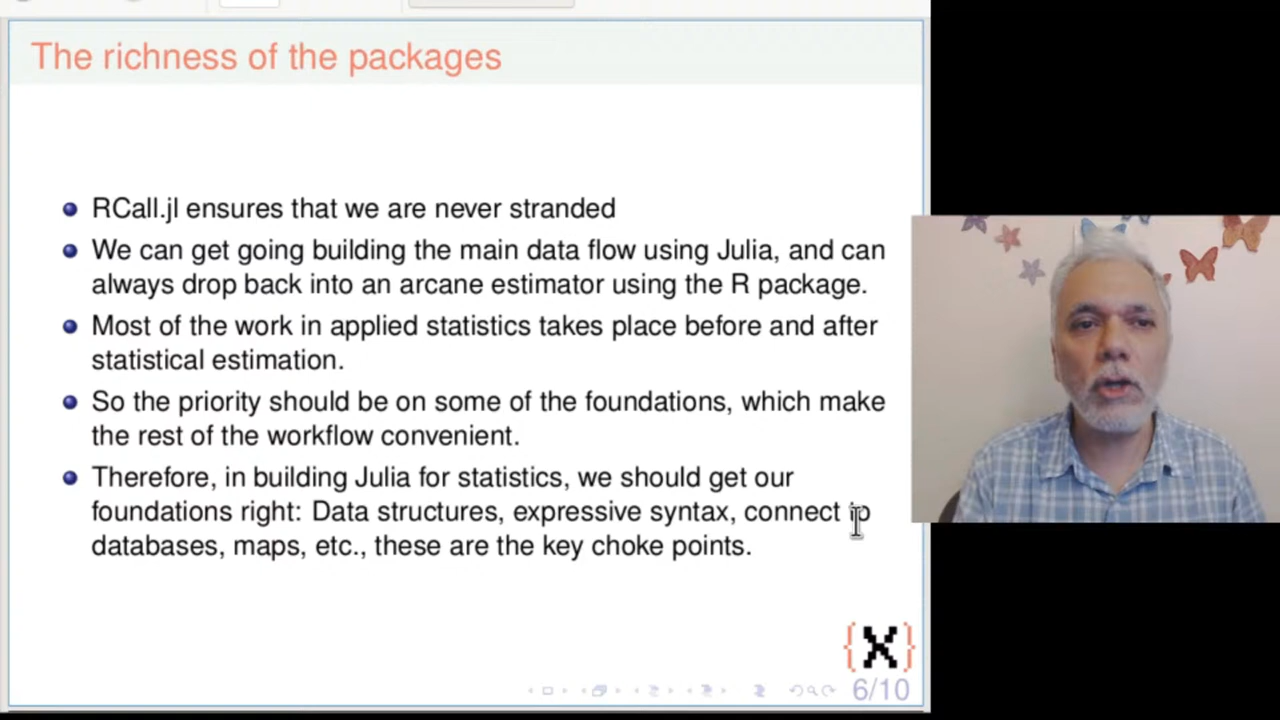 The richness of the packages
RCall.jl ensures that we are never stranded
We can get going building the main data flow using Julia, and can
always drop back into an arcane estimator using the R package.
Most of the work in applied statistics takes place before and after
statistical estimation.
So the priority should be on some of the foundations, which make
the rest of the workflow convenient.
Therefore, in building Julia for statistics, we should get our
foundations right: Data structures, expressive syntax, connect to
databases, maps, etc., these are the key choke points.
{X}
6/10